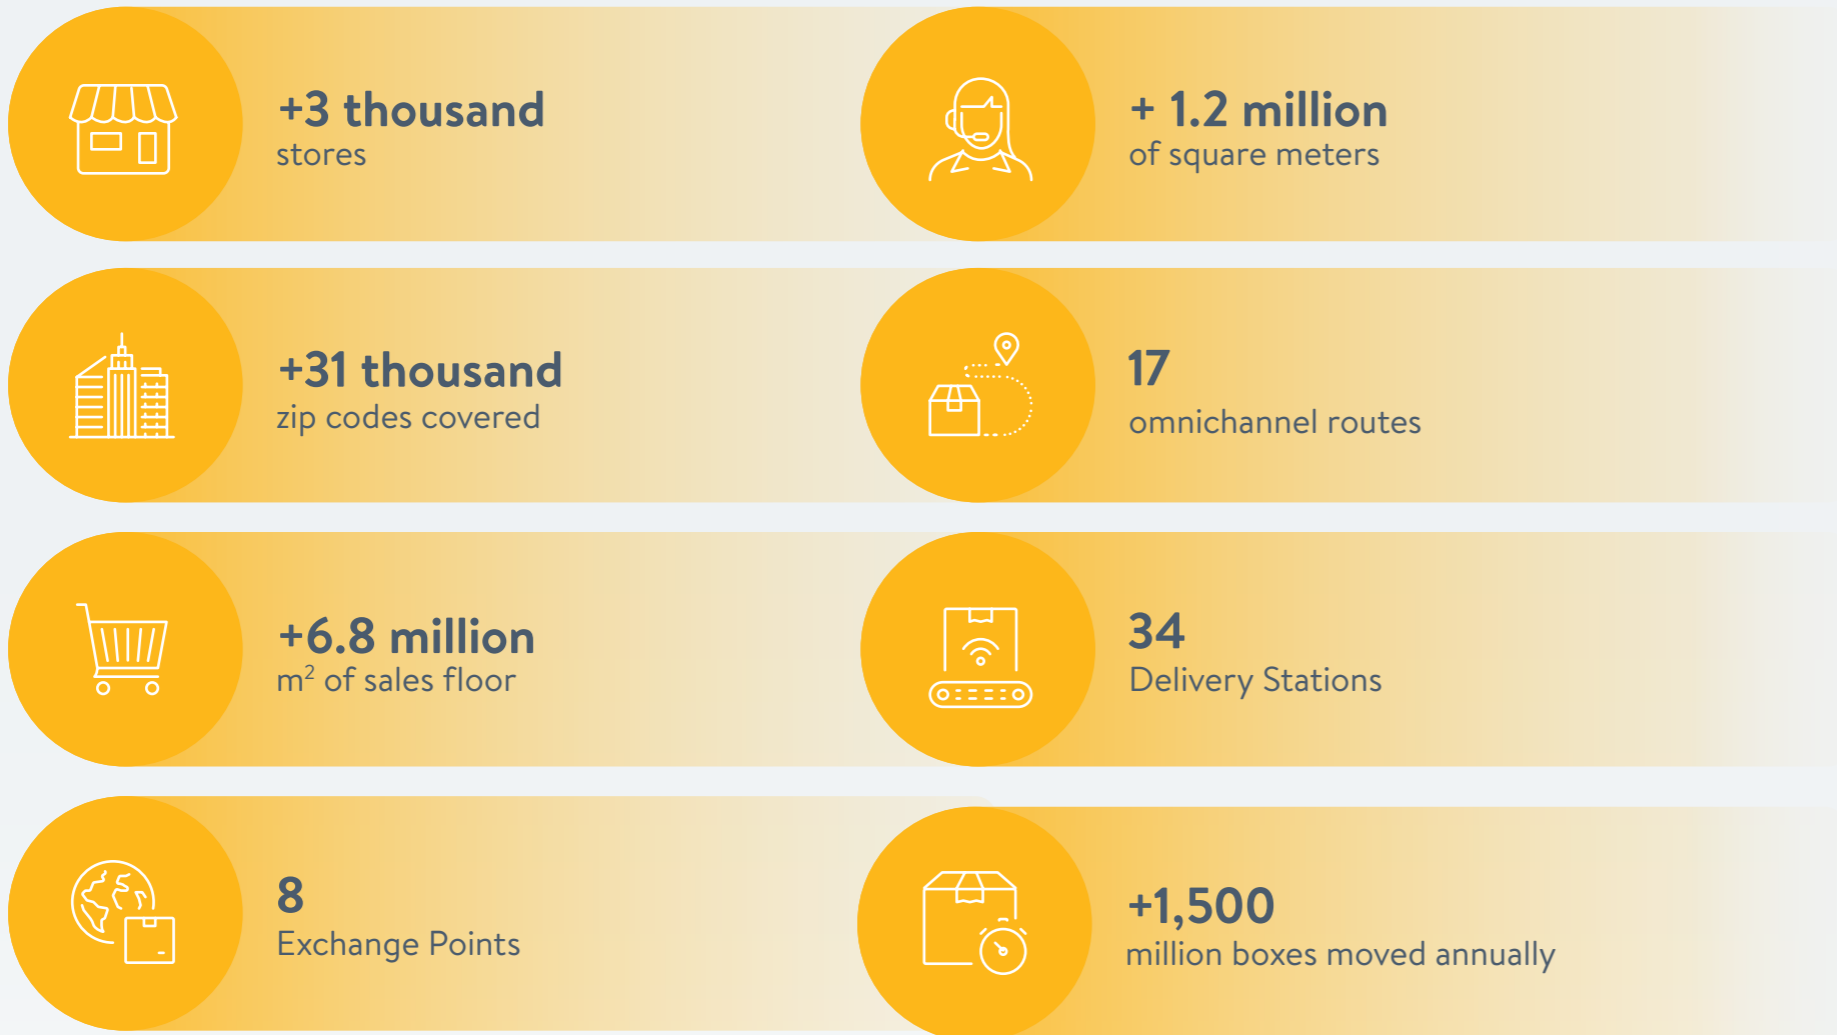 +3 thousand
stores
+ 1.2 million
of square meters
+31 thousand
zip codes covered
17
omnichannel routes
+6.8 million
m² of sales floor
34
Delivery Stations
8
Exchange Points
+1,500
million boxes moved annually